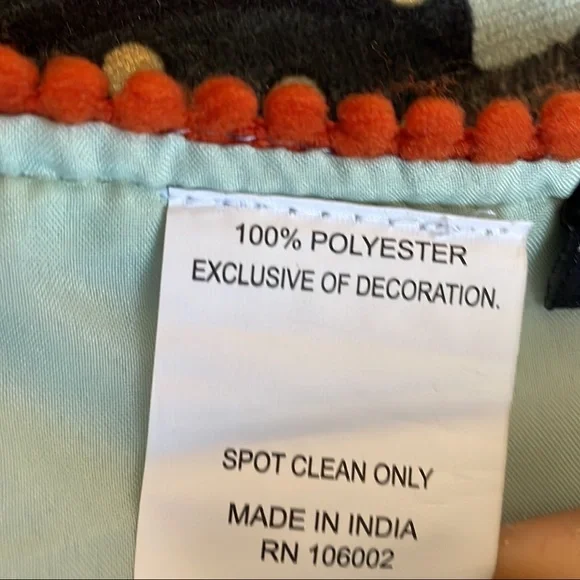 100% POLYESTER
EXCLUSIVE OF DECORATION.
SPOT CLEAN ONLY
MADE IN INDIA
RN 106002